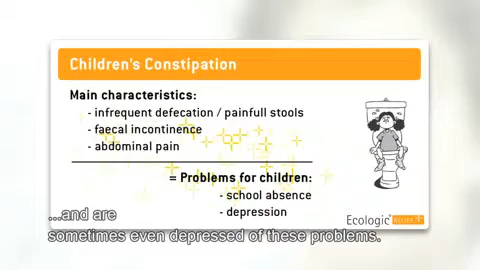 Children's Constipation
Main characteristics:
- infrequent defecation / painfull stools
- faecal incontinence
- abdominal pain
= Problems for children:
- school absence
- depression
Ecologic®
...and are
sometimes even depressed of these problems.